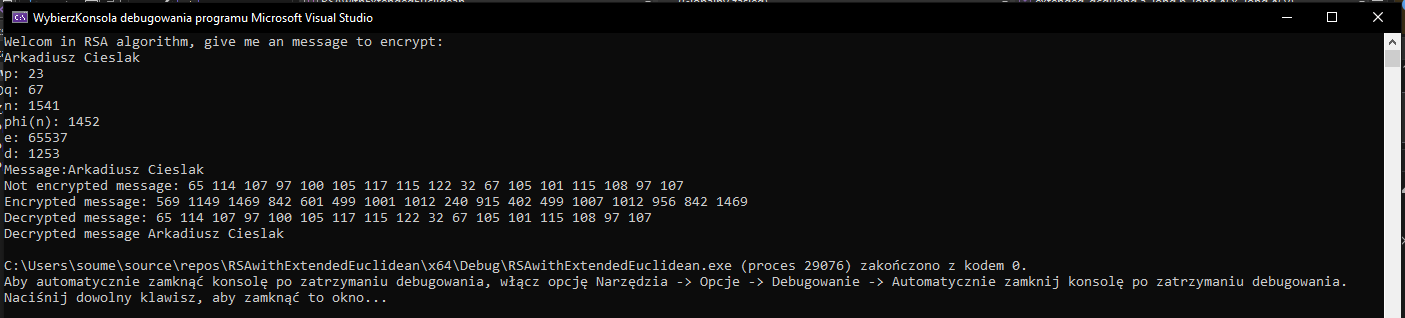 WybierzKonsola debugowania programu Microsoft Visual Studio
Welcom in RSA algorithm, give me an message to encrypt:
Arkadiusz Cieslak
p: 23
q: 67
n: 1541
phi(n): 1452
e: 65537
d: 1253
Message:Arkadiusz Cieslak
Not encrypted message: 65 114 107 97 100 105 117 115 122 32 67 105 101 115 108 97 107
Encrypted message: 569 1149 1469 842 601 499 1001 1012 240 915 402 499 1007 1012 956 842 1469
Decrypted message: 65 114 107 97 100 105 117 115 122 32 67 105 101 115 108 97 107
Decrypted message Arkadiusz Cieslak
C:\Users\soume\source\repos\RSAwithExtendedEuclidean\x64\Debug\RSAwithExtendedEuclidean.exe (proces 29076) zakończono z kodem 0.
Aby automatycznie zamknąć konsolę po zatrzymaniu debugowania, włącz opcję Narzędzia -> Opcje -> Debugowanie -> Automatycznie zamknij konsolę po zatrzymaniu debugowania.
Naciśnij dowolny klawisz, aby zamknąć to okno...